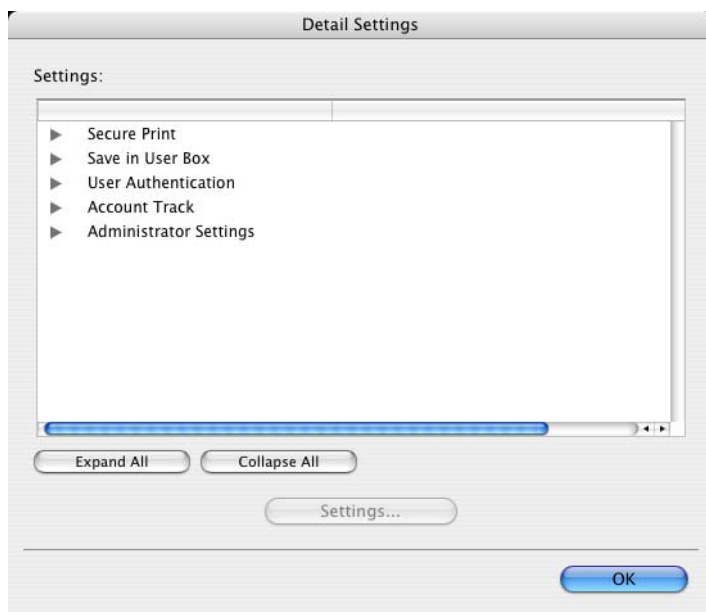 Detail Settings
Settings:
Secure Print
Save in User Box
User Authentication
Account Track
Administrator Settings
Expand All Collapse All
Settings...
OK